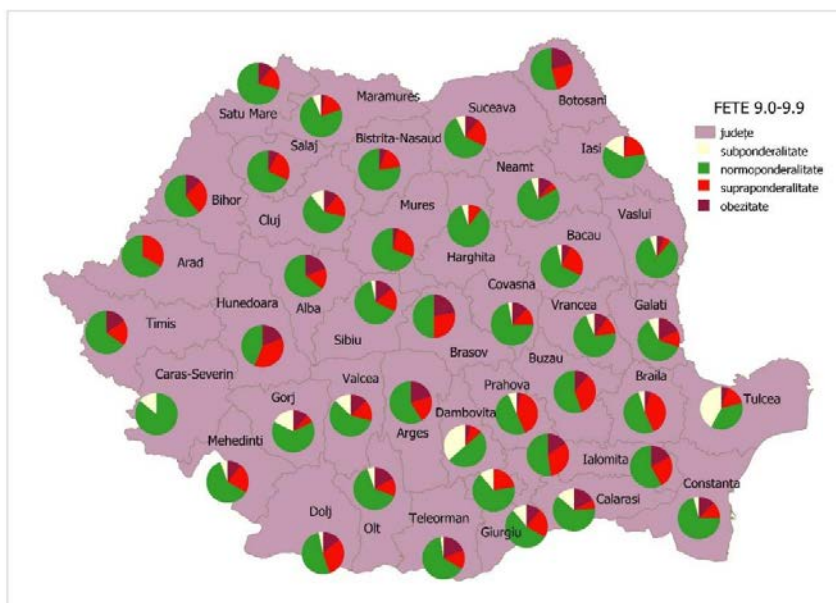 FETE 9.0-9.9
județe
subponderalitate
normoponderalitate
supraponderalitate
obezitate
Satu Mare
Maramures
Suceava
Botosani
Salaj
Bistrita-Nasaud
Iasi
Neamt
Bihor
Cluj
Mures
Vaslui
Harghita
Bacau
Arad
Covasna
Hunedoara
Alba
Timis
Sibiu
Vrancea
Galati
Brasov
Buzau
Caras-Severin
Gorj
Valcea
Prahova
Braila
Tulcea
Arges
Dambovita
Mehedinti
Ialomita
Constanta
Dolj
Olt
Teleorman
Giurgiu
Calarasi